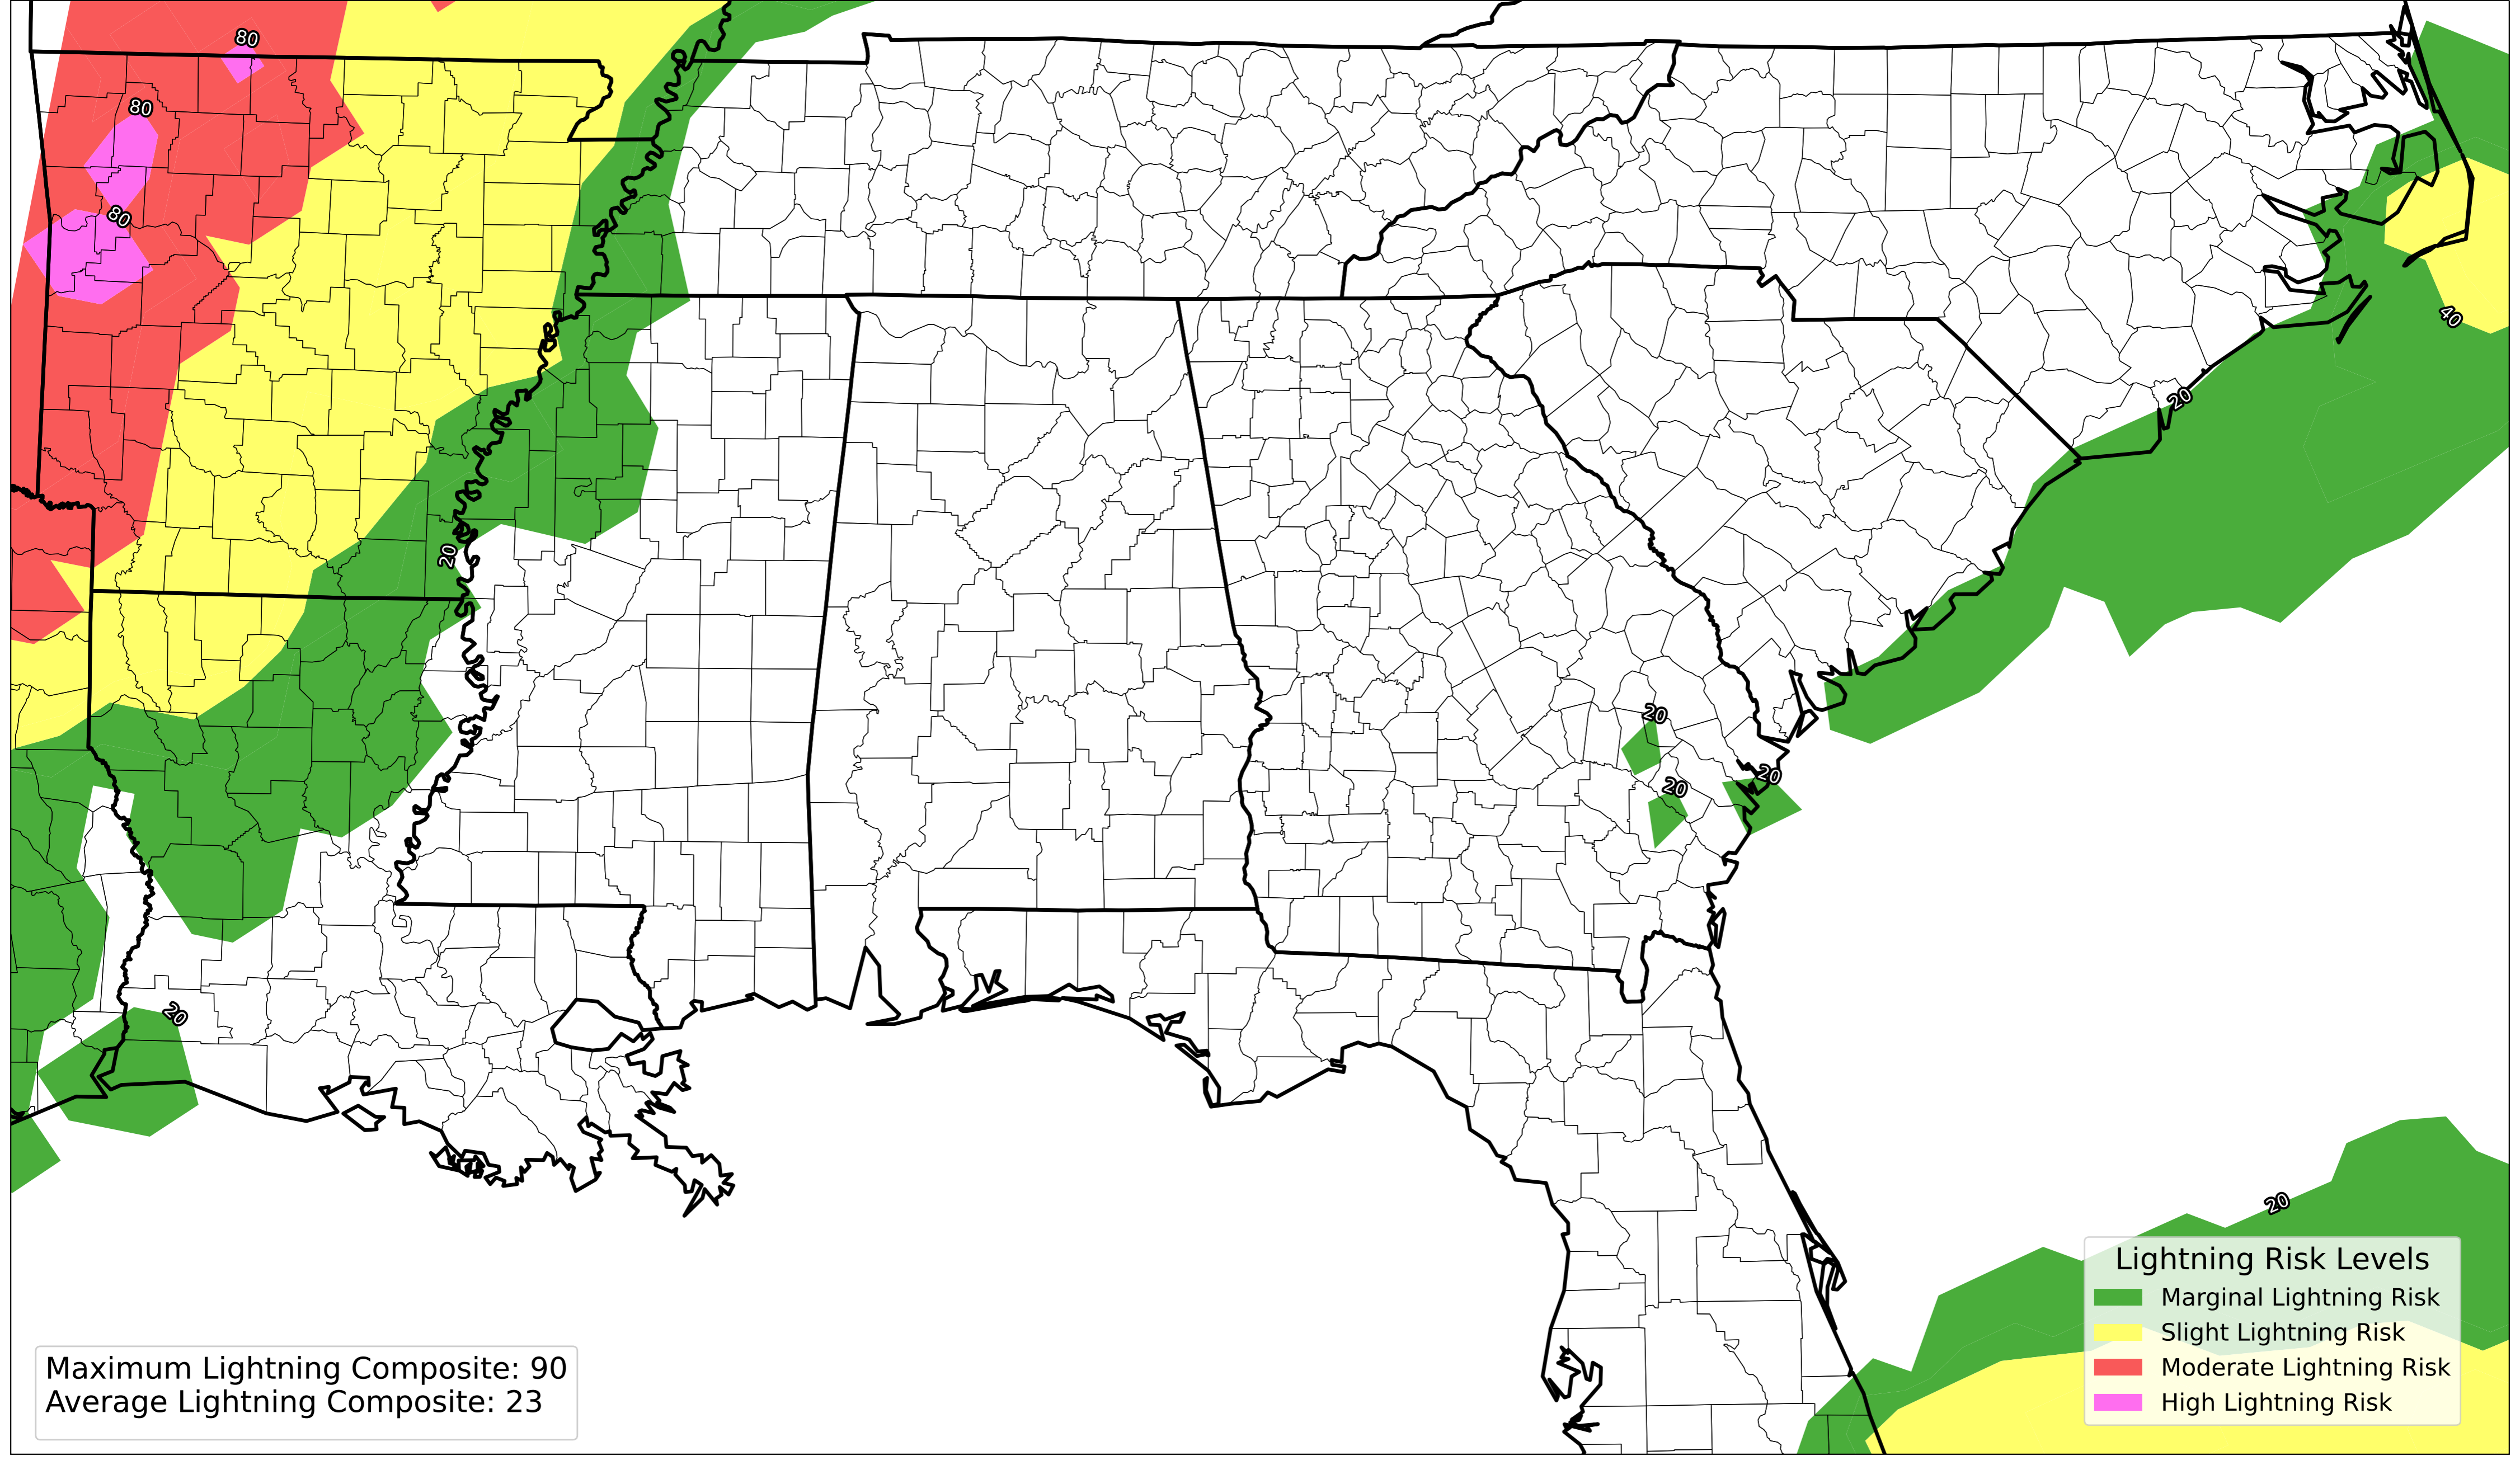 80
80
80
40
20
20
20
20
20
20
20
Lightning Risk Levels
Marginal Lightning Risk
Slight Lightning Risk
Moderate Lightning Risk
High Lightning Risk
Maximum Lightning Composite: 90
Average Lightning Composite: 23